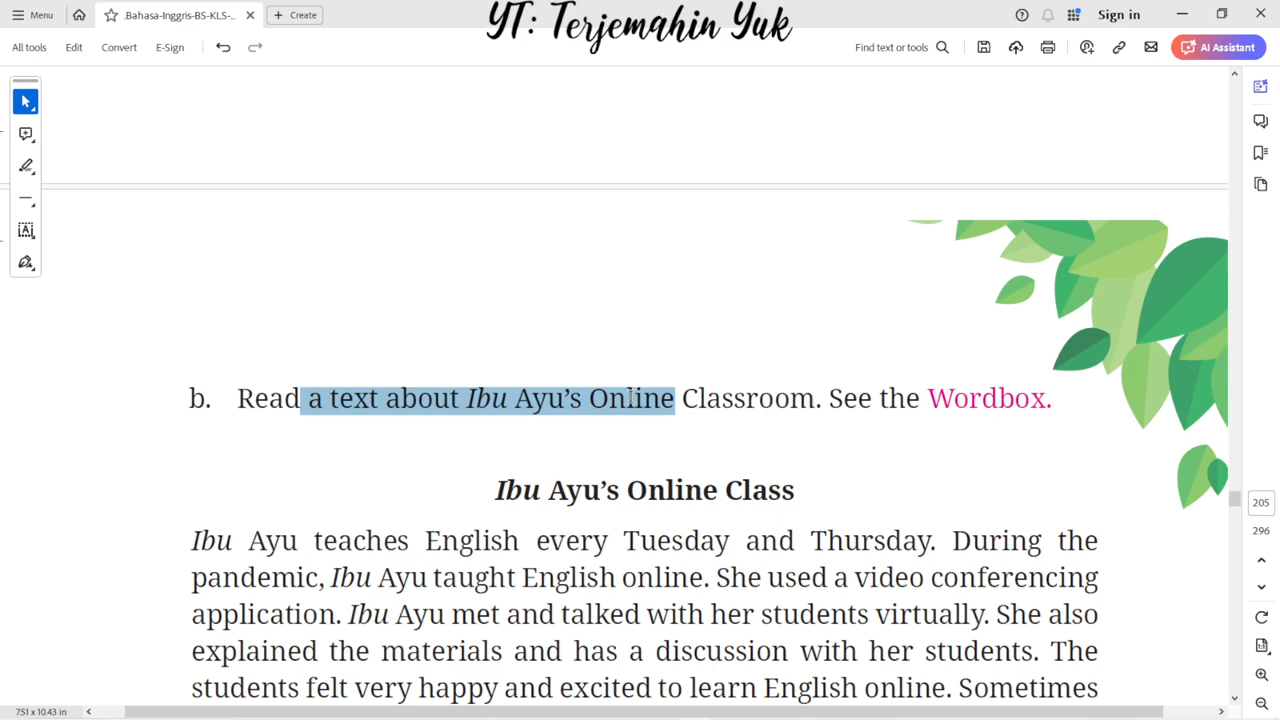 Menu
.Bahasa-Inggris-BS-KLS-...
Create
YT: Terjemahin Yuk
Sign in
All tools
Edit
Convert
E-Sign
Find text or tools
AI Assistant
b. Read a text about Ibu Ayu's Online Classroom. See the Wordbox.
Ibu Ayu's Online Class
Ibu Ayu teaches English every Tuesday and Thursday. During the
pandemic, Ibu Ayu taught English online. She used a video conferencing
application. Ibu Ayu met and talked with her students virtually. She also
explained the materials and has a discussion with her students. The
students felt very happy and excited to learn English online. Sometimes
205
296
7.51 x 10.43 in